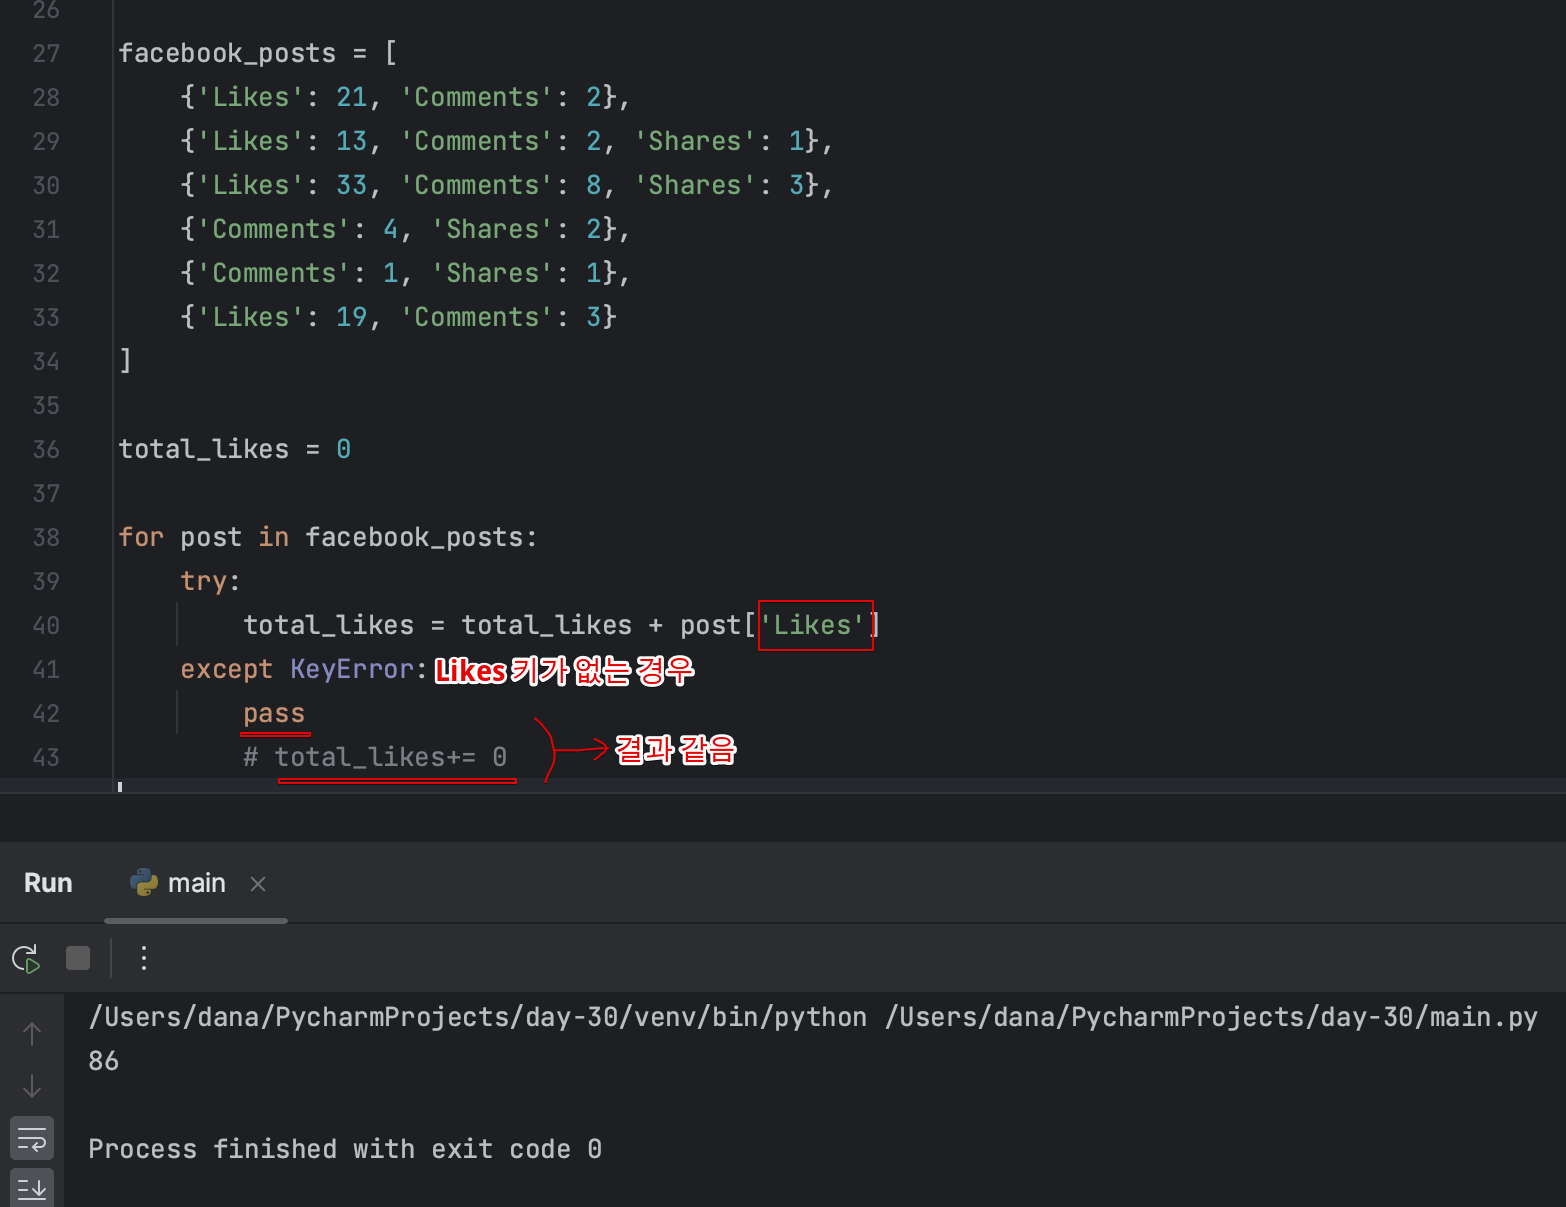 26
27 facebook_posts = [
28 {'Likes': 21, 'Comments': 2},
29 {'Likes': 13, 'Comments': 2, 'Shares': 1},
30 {'Likes': 33, 'Comments': 8, 'Shares': 3},
31 {'Comments': 4, 'Shares': 2},
32 {'Comments': 1, 'Shares': 1},
33 {'Likes': 19, 'Comments': 3}
34 ]
35
36 total_likes = 0
37
38 for post in facebook_posts:
39 try:
40 total_likes = total_likes + post['Likes']
41 except KeyError: Likes 키가 없는 경우
42 pass
43 # total_likes+= 0 결과 같음
Run main
/Users/dana/PycharmProjects/day-30/venv/bin/python /Users/dana/PycharmProjects/day-30/main.py
86
Process finished with exit code 0